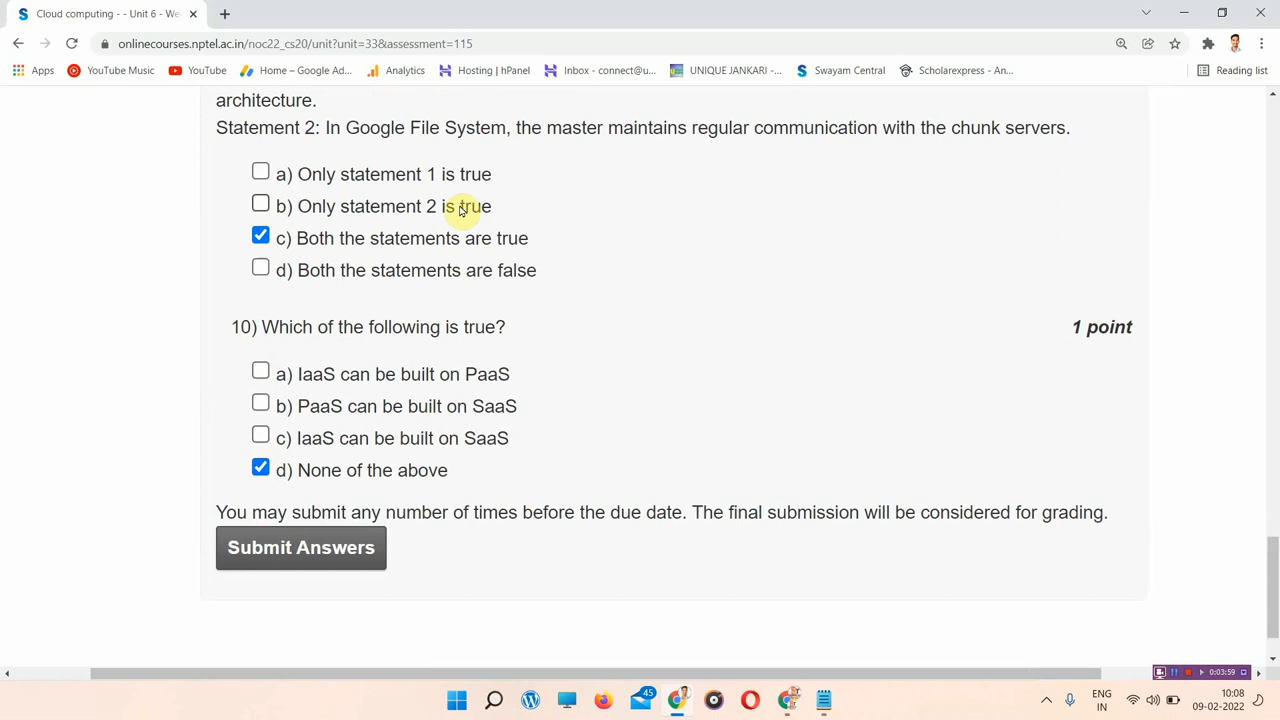 Cloud computing - - Unit 6 - We
onlinecourses.nptel.ac.in/noc22_cs20/unit?unit=33&assessment=115
Apps YouTube Music YouTube Home – Google Ad... Analytics Hosting | hPanel Inbox - connect@u... UNIQUE JANKARI -... Swayam Central Scholarexpress - An... Reading list
architecture.
Statement 2: In Google File System, the master maintains regular communication with the chunk servers.
a) Only statement 1 is true
b) Only statement 2 is true
c) Both the statements are true
d) Both the statements are false
10) Which of the following is true? 1 point
a) IaaS can be built on PaaS
b) PaaS can be built on SaaS
c) IaaS can be built on SaaS
d) None of the above
You may submit any number of times before the due date. The final submission will be considered for grading.
Submit Answers
0:03:59
45
ENG
IN
10:08
09-02-2022